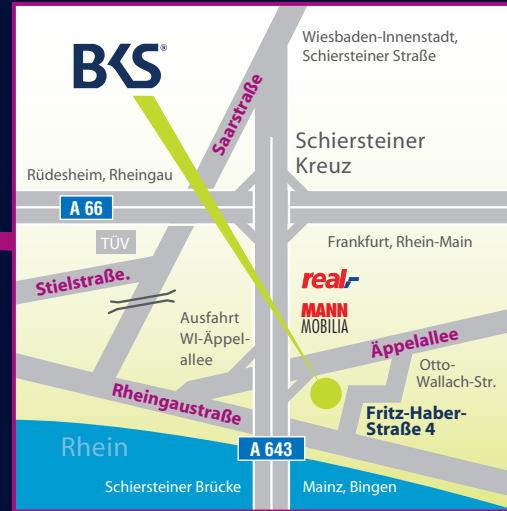 Wiesbaden-Innenstadt,
Schiersteiner Straße
BKS®
Saarstraße
Schiersteiner
Kreuz
Rüdesheim, Rheingau
A 66
TÜV
Frankfurt, Rhein-Main
Stielstraße.
real,-
MANN
MOBILIA
Ausfahrt
WI-Äppel-
allee
Äppelallee
Otto-
Wallach-Str.
Rheingaustraße
Fritz-Haber-
Straße 4
Rhein
A 643
Schiersteiner Brücke
Mainz, Bingen